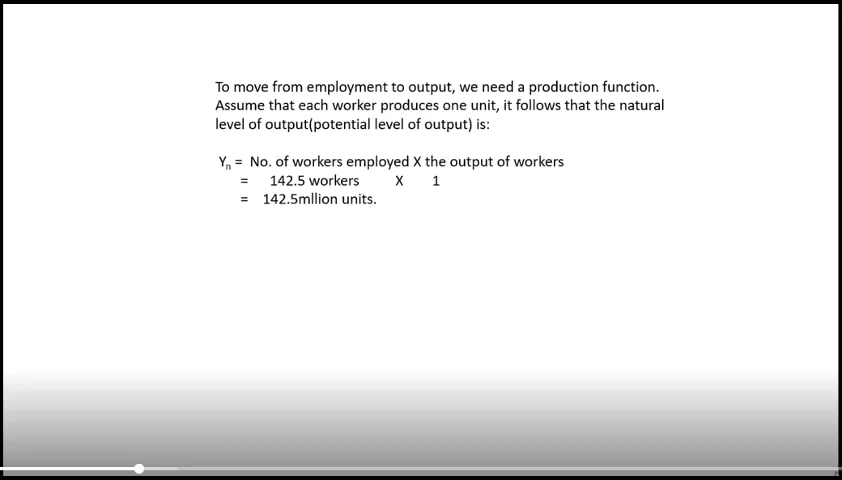 To move from employment to output, we need a production function.
Assume that each worker produces one unit, it follows that the natural
level of output(potential level of output) is:
Yn = No. of workers employed X the output of workers
= 142.5 workers X 1
= 142.5mllion units.